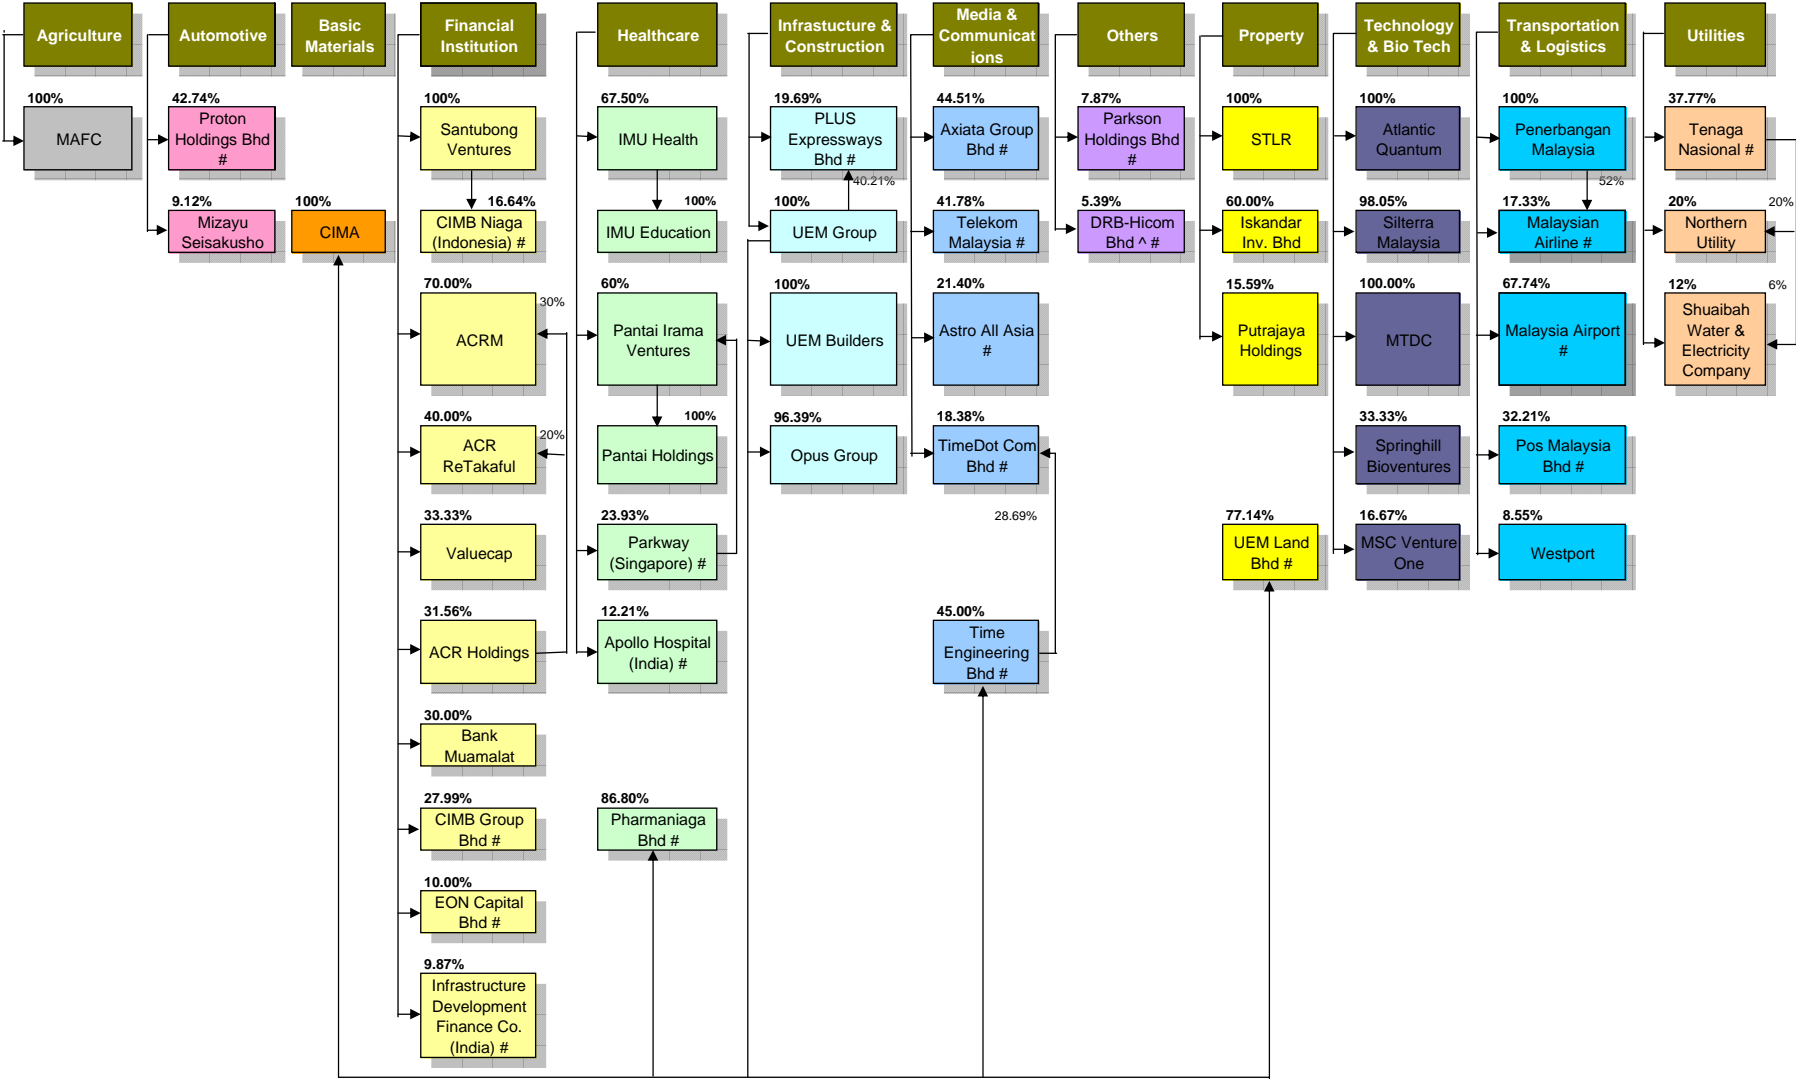 Agriculture
100%
MAFC
Automotive
42.74%
Proton
Holdings Bhd
#
9.12%
Mizayu
Seisakusho
Basic
Materials
100%
CIMA
Financial
Institution
100%
Santubong
Ventures
16.64%
CIMB Niaga
(Indonesia) #
70.00%
30%
ACRM
40.00%
20%
ACR
ReTakaful
33.33%
Valuecap
31.56%
ACR Holdings
30.00%
Bank
Muamalat
27.99%
CIMB Group
Bhd #
10.00%
EON Capital
Bhd #
9.87%
Infrastructure
Development
Finance Co.
(India) #
Healthcare
67.50%
IMU Health
100%
IMU Education
60%
Pantai Irama
Ventures
100%
Pantai Holdings
23.93%
Parkway
(Singapore) #
12.21%
Apollo Hospital
(India) #
86.80%
Pharmaniaga
Bhd #
Infrastucture &
Construction
19.69%
PLUS
Expressways
Bhd #
40.21%
100%
UEM Group
100%
UEM Builders
96.39%
Opus Group
Media &
Communicat
ions
44.51%
Axiata Group
Bhd #
41.78%
Telekom
Malaysia #
21.40%
Astro All Asia
#
18.38%
TimeDot Com
Bhd #
28.69%
45.00%
Time
Engineering
Bhd #
Others
7.87%
Parkson
Holdings Bhd
#
5.39%
DRB-Hicom
Bhd ^ #
Property
100%
STLR
60.00%
Iskandar
Inv. Bhd
15.59%
Putrajaya
Holdings
77.14%
UEM Land
Bhd #
Technology
& Bio Tech
100%
Atlantic
Quantum
98.05%
Silterra
Malaysia
100.00%
MTDC
33.33%
Springhill
Bioventures
16.67%
MSC Venture
One
Transportation
& Logistics
100%
Penerbangan
Malaysia
52%
17.33%
Malaysian
Airline #
67.74%
Malaysia Airport
#
32.21%
Pos Malaysia
Bhd #
8.55%
Westport
Utilities
37.77%
Tenaga
Nasional #
20%
20%
Northern
Utility
12%
6%
Shuaibah
Water &
Electricity
Company